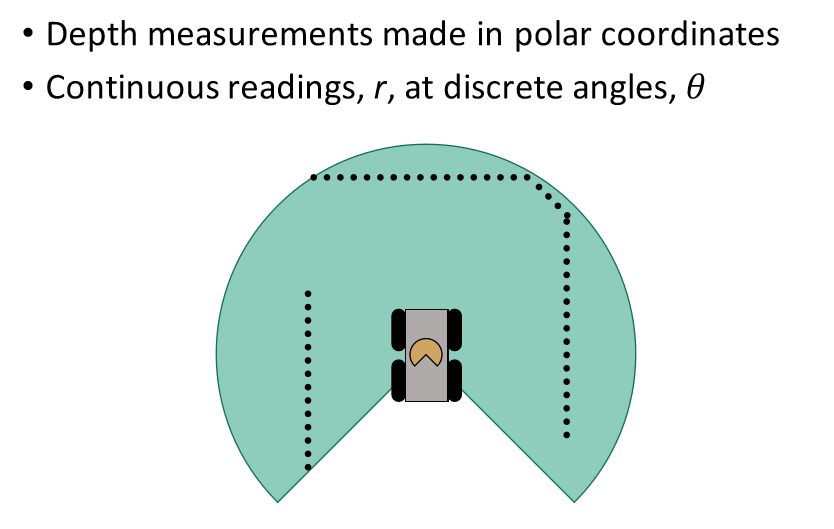 • Depth measurements made in polar coordinates
• Continuous readings, r, at discrete angles, θ